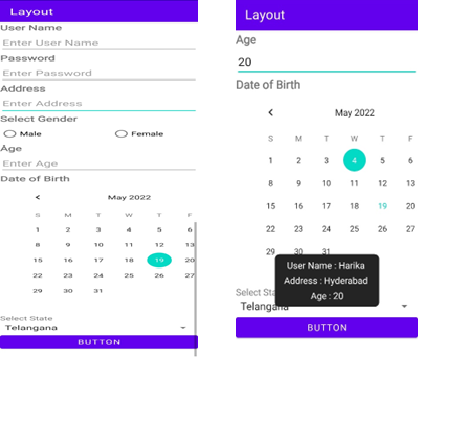 Layout
User Name
Enter User Name
Password
Enter Password
Address
Enter Address
Select Gender
Male Female
Age
Enter Age
Date of Birth
< May 2022
S M T W T F S
1 2 3 4 5 6
8 9 10 11 12 13
15 16 17 18 19 20
22 23 24 25 26 27
29 30 31
Select State
Telangana
BUTTON
Layout
Age
20
Date of Birth
< May 2022
S M T W T F S
1 2 3 4 5 6
8 9 10 11 12 13
15 16 17 18 19 20
22 23 24 25 26 27
29 30 31
User Name : Harika
Address : Hyderabad
Age : 20
Select Sta
Telangana
BUTTON